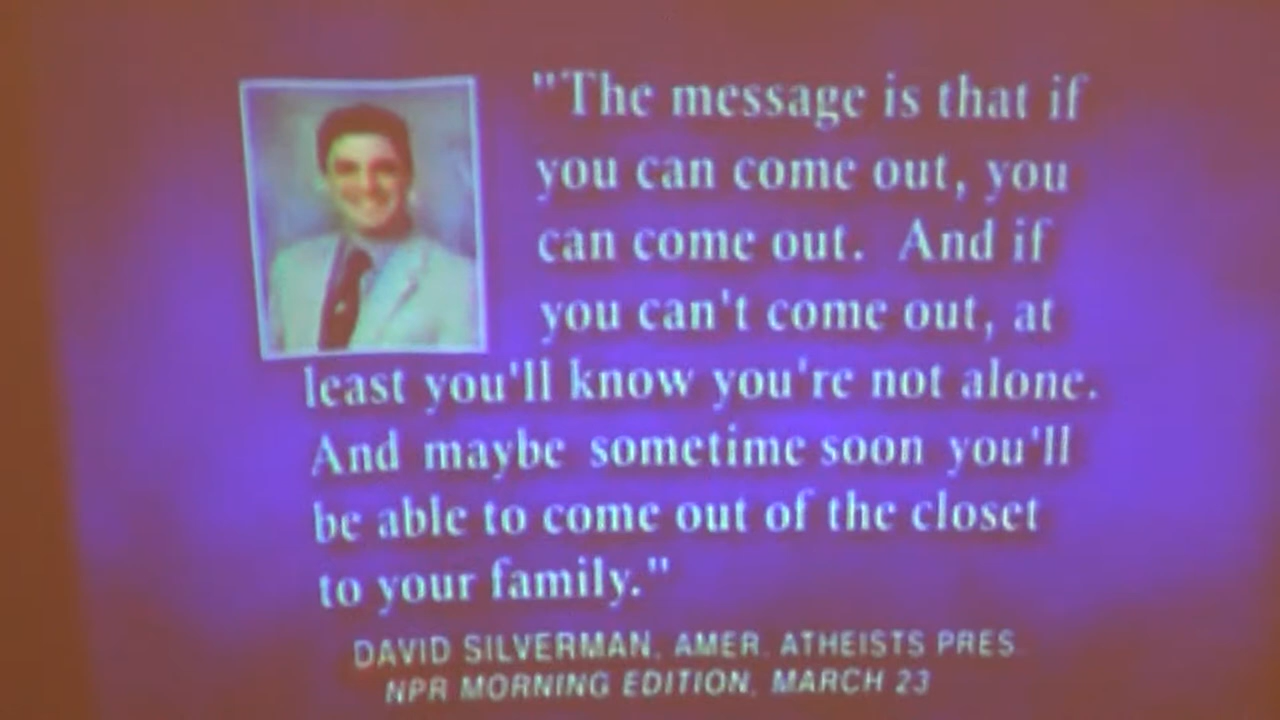 "The message is that if
you can come out, you
can come out. And if
you can't come out, at
least you'll know you're not alone.
And maybe sometime soon you'll
be able to come out of the closet
to your family."
DAVID SILVERMAN, AMER. ATHEISTS PRES.
NPR MORNING EDITION, MARCH 23